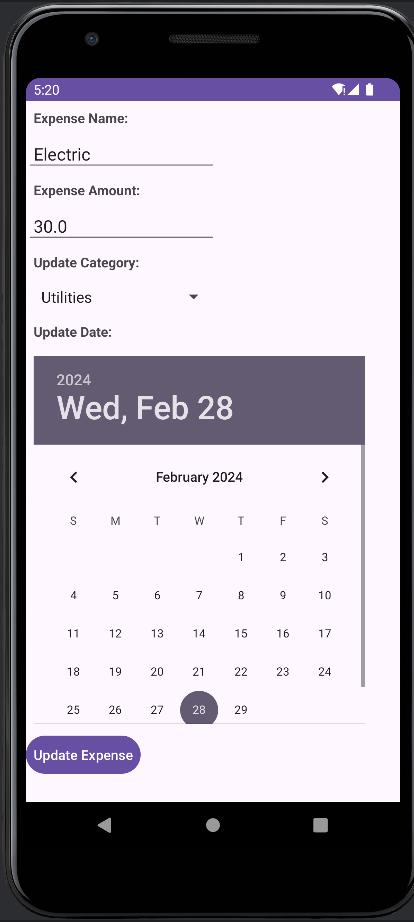 5:20
Expense Name:
Electric
Expense Amount:
30.0
Update Category:
Utilities
Update Date:
2024
Wed, Feb 28
February 2024
S M T W T F S
1 2 3
4 5 6 7 8 9 10
11 12 13 14 15 16 17
18 19 20 21 22 23 24
25 26 27 28 29
Update Expense